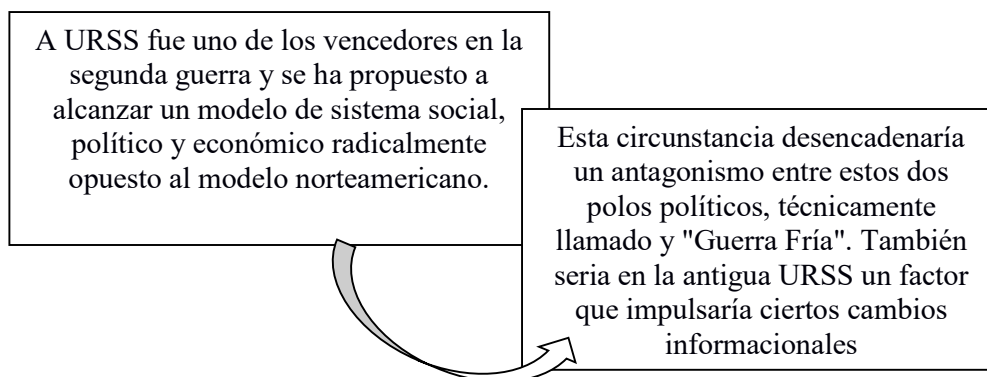 A URSS fue uno de los vencedores en la
segunda guerra y se ha propuesto a
alcanzar un modelo de sistema social,
político y económico radicalmente
opuesto al modelo norteamericano.
Esta circunstancia desencadenaría
un antagonismo entre estos dos
polos políticos, técnicamente
llamado y "Guerra Fría". También
seria en la antigua URSS un factor
que impulsaría ciertos cambios
informacionales